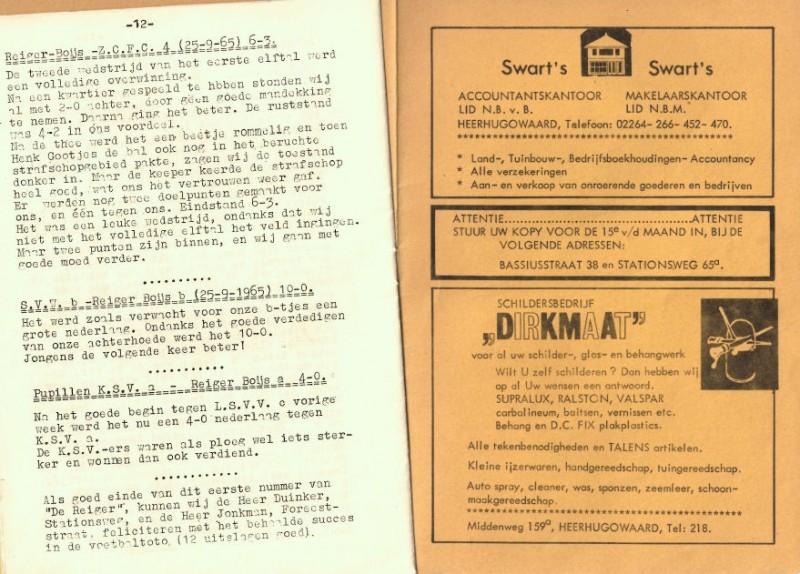 -12-
Reiger-Boijs -Z.C.F.C. 4 (25-9-65) 6-3.
De tweede wedstrijd van het eerste elftal werd
een volledige overwinning.
Na een kwartier gespeeld te hbben stonden wij
al met 2-0 achter, door géen goede mandekking
te nemen. Daarna ging het beter. De ruststand
was 4-2 in ons voordeel.
Na de thee werd het een beetje rommelig en toen
Henk Gootjes de bal ook nog in het beruchte
strafschopgebied pakte, zagen wij de toestand
donker in. Maar de keeper keerde de strafschop
heel goed, wat ons het vertrouwen weer gaf.
Er werden nog twee doelpunten gemaakt voor
ons, en één tegen ons. Eindstand 6-3.
Het was een leuke wedstrijd, ondanks dat wij
niet met het volledige elftal het veld ingingen.
Maar twee punten zijn binnen, en wij gaan met
goede moed verder.
..........
S.V.W. b -Reiger Boijs b (25-9-1965) 10-0.
Het werd zoals verwacht voor onze b-tjes een
grote nederlaag. Ondanks het goede verdedigen
van onze achterhoede werd het 10-0.
Jongens de volgende keer beter!
...........
Pupillen K.S.V. a - Reiger Boijs a 4-0.
Na het goede begin tegen L.S.V.V. c vorige
week werd het nu een 4-0 nederlaag tegen
K.S.V. a.
De K.S.V.-ers waren als ploeg wel iets ster-
ker en wonnen dan ook verdiend.
...........
Als goed einde van dit eerste nummer van
"De Reiger", kunnen wij de Heer Duinker,
Stationsweg, en de Heer Jonkman, Foreest-
straat, feliciteren met het behaalde succes
in de voetbaltoto (12 uitslagen goed).
Swart's Swart's
ACCOUNTANTSKANTOOR MAKELAARSKANTOOR
LID N.B. v. B. LID N.B.M.
HEERHUGOWAARD, Telefoon: 02264- 266- 452- 470.
* Land-, Tuinbouw-, Bedrijfsboekhoudingen- Accountancy
* Alle verzekeringen
* Aan- en verkoop van onroerende goederen en bedrijven
ATTENTIE..............................................ATTENTIE
STUUR UW KOPY VOOR DE 15e v/d MAAND IN, BIJ DE
VOLGENDE ADRESSEN:
BASSIUSSTRAAT 38 en STATIONSWEG 65a.
SCHILDERSBEDRIJF
„DIRKMAAT"
voor al uw schilder-, glas- en behangwerk
Wilt U zelf schilderen ? Dan hebben wij
op al Uw wensen een antwoord.
SUPRALUX, RALSTON, VALSPAR
carbalineum, baitsen, vernissen etc.
Behang en D.C. FIX plakplastics.
Alle tekenbenodigheden en TALENS artikelen.
Kleine ijzerwaren, handgereedschap, tuingereedschap.
Auto spray, cleaner, was, sponzen, zeemleer, schoon-
maakgereedschap.
Middenweg 159a, HEERHUGOWAARD, Tel: 218.